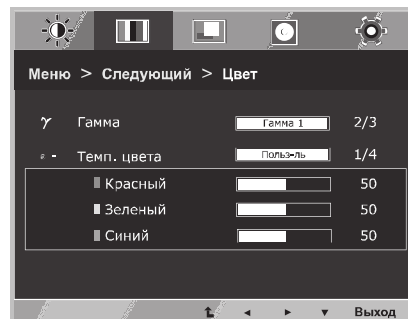 Меню > Следующий > Цвет
γ Гамма Гамма 1 2/3
Темп. цвета Польз-ль 1/4
Красный 50
Зеленый 50
Синий 50
Выход